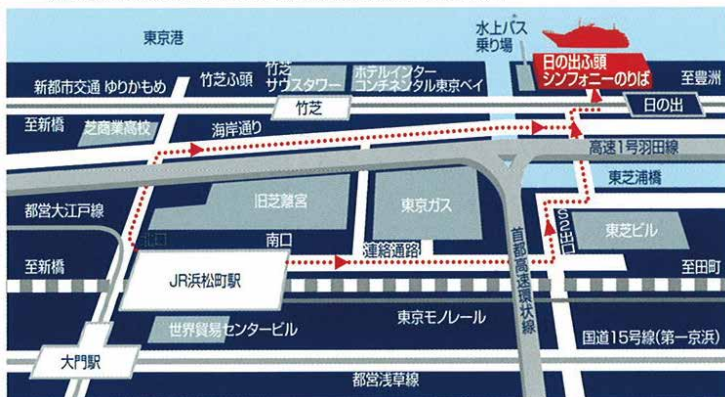 東京港
水上バス
乗り場
日の出ふ頭
シンフォニーのりば
新都市交通 ゆりかもめ
竹芝ふ頭
竹芝
サウスタワー
ホテルインター
コンチネンタル東京ベイ
至豊洲
竹芝
日の出
至新橋
芝商業高校
海岸通り
高速1号羽田線
東芝浦橋
都営大江戸線
旧芝離宮
東京ガス
首都高速環状線
S2出口
東芝ビル
北口
南口
連絡通路
至新橋
JR浜松町駅
至田町
東京モノレール
世界貿易センタービル
国道15号線(第一京浜)
大門駅
都営浅草線